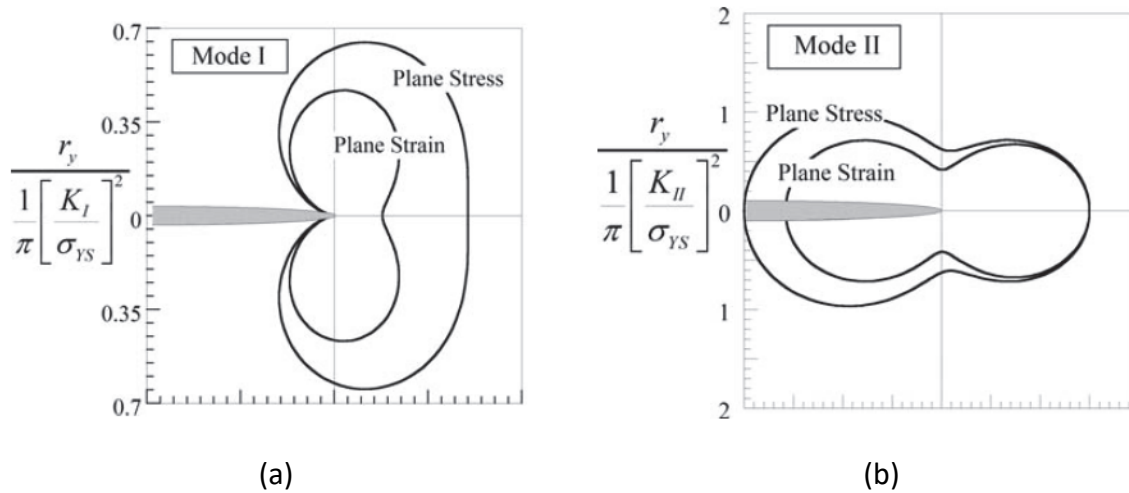 0.7
Mode I
Plane Stress
0.35
Plane Strain
r_y
1/π [K_I/σ_YS]^2
0
0.35
0.7
(a)
2
Mode II
1
Plane Stress
Plane Strain
r_y
1/π [K_II/σ_YS]^2
0
1
2
(b)